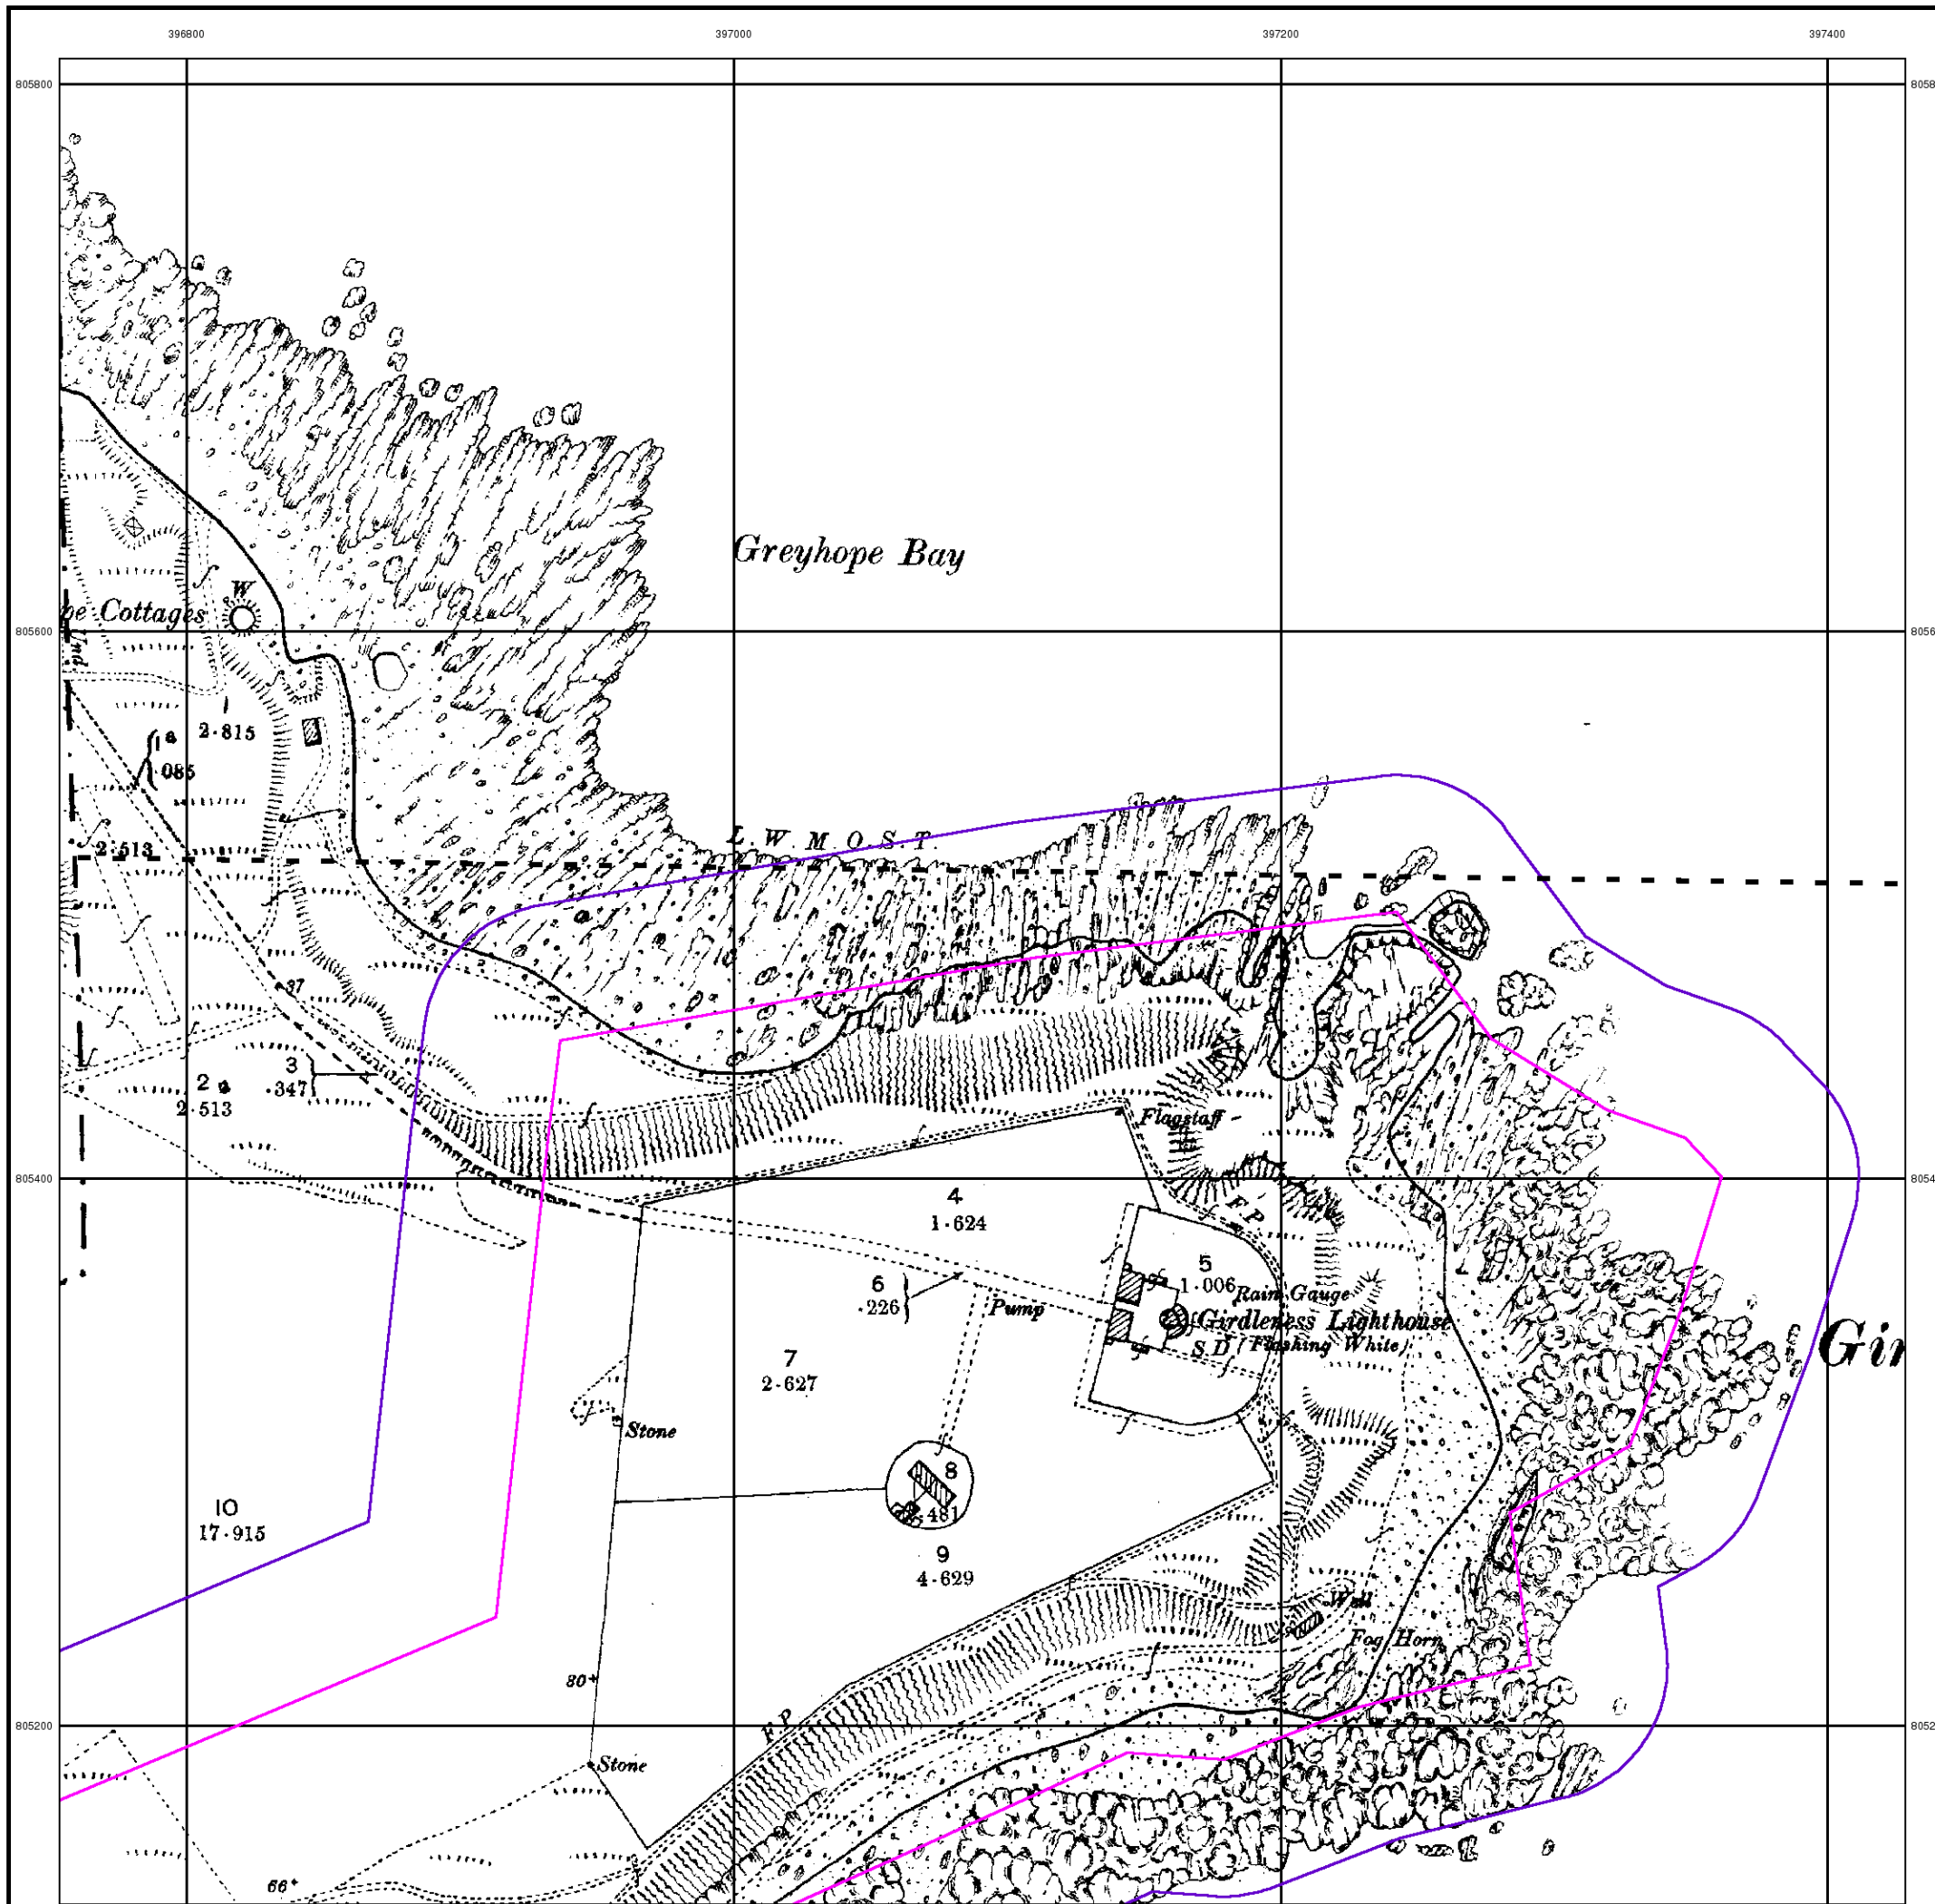 396800 397000 397200 397400
805800
Greyhope Bay
W
Cottages
805600
1
2·815
1a
·085
2·513
L.W.M.O.S.T.
37
3
·347
2a
2·513
Flagstaff
805400
4
1·624
F P
5
1·006
Rain Gauge
6
·226
Pump
Girdleness Lighthouse
S.D (Flashing White)
Gir
7
2·627
Stone
8
·481
10
17·915
9
4·629
Well
Fog Horn
80+
F P
805200
Stone
66+